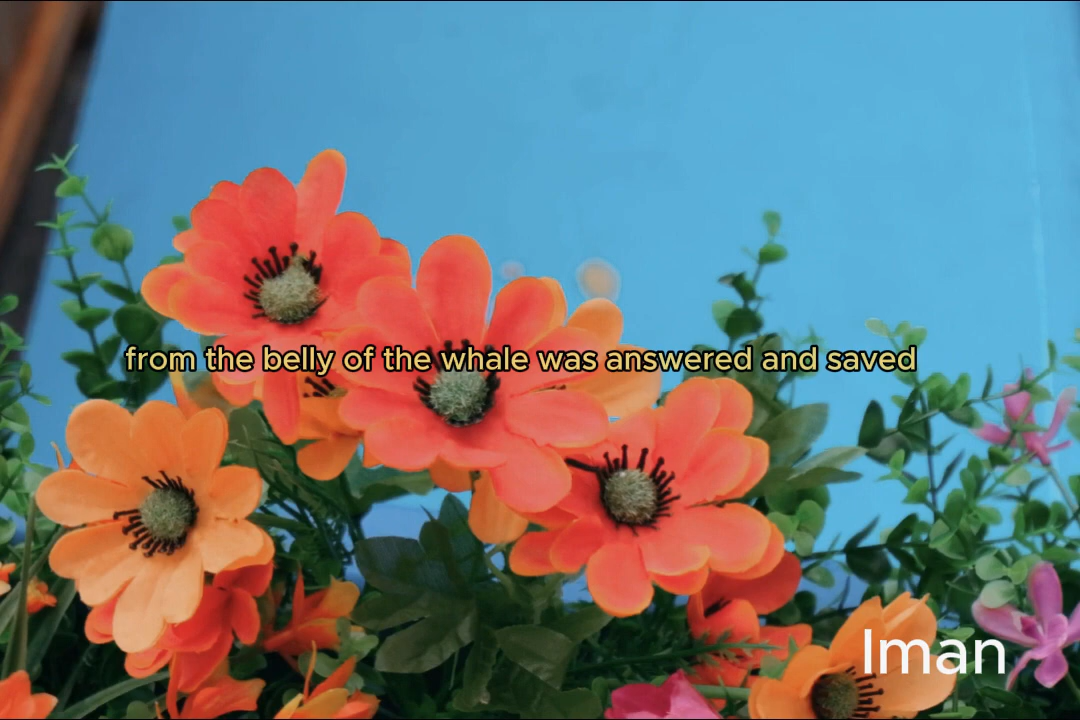 from the belly of the whale was answered and saved
Iman